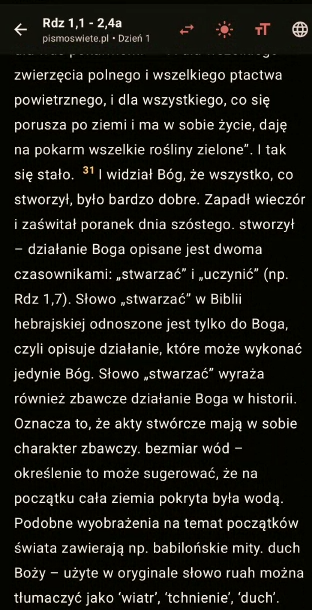 Rdz 1,1 - 2,4a
pismoswiete.pl • Dzień 1
zwierzęcia polnego i wszelkiego ptactwa
powietrznego, i dla wszystkiego, co się
porusza po ziemi i ma w sobie życie, daję
na pokarm wszelkie rośliny zielone”. I tak
się stało. 31 I widział Bóg, że wszystko, co
stworzył, było bardzo dobre. Zapadł wieczór
i zaświtał poranek dnia szóstego. stworzył
– działanie Boga opisane jest dwoma
czasownikami: „stwarzać” i „uczynić” (np.
Rdz 1,7). Słowo „stwarzać” w Biblii
hebrajskiej odnoszone jest tylko do Boga,
czyli opisuje działanie, które może wykonać
jedynie Bóg. Słowo „stwarzać” wyraża
również zbawcze działanie Boga w historii.
Oznacza to, że akty stwórcze mają w sobie
charakter zbawczy. bezmiar wód –
określenie to może sugerować, że na
początku cała ziemia pokryta była wodą.
Podobne wyobrażenia na temat początków
świata zawierają np. babilońskie mity. duch
Boży – użyte w oryginale słowo ruah można
tłumaczyć jako ‘wiatr’, ‘tchnienie’, ‘duch’.